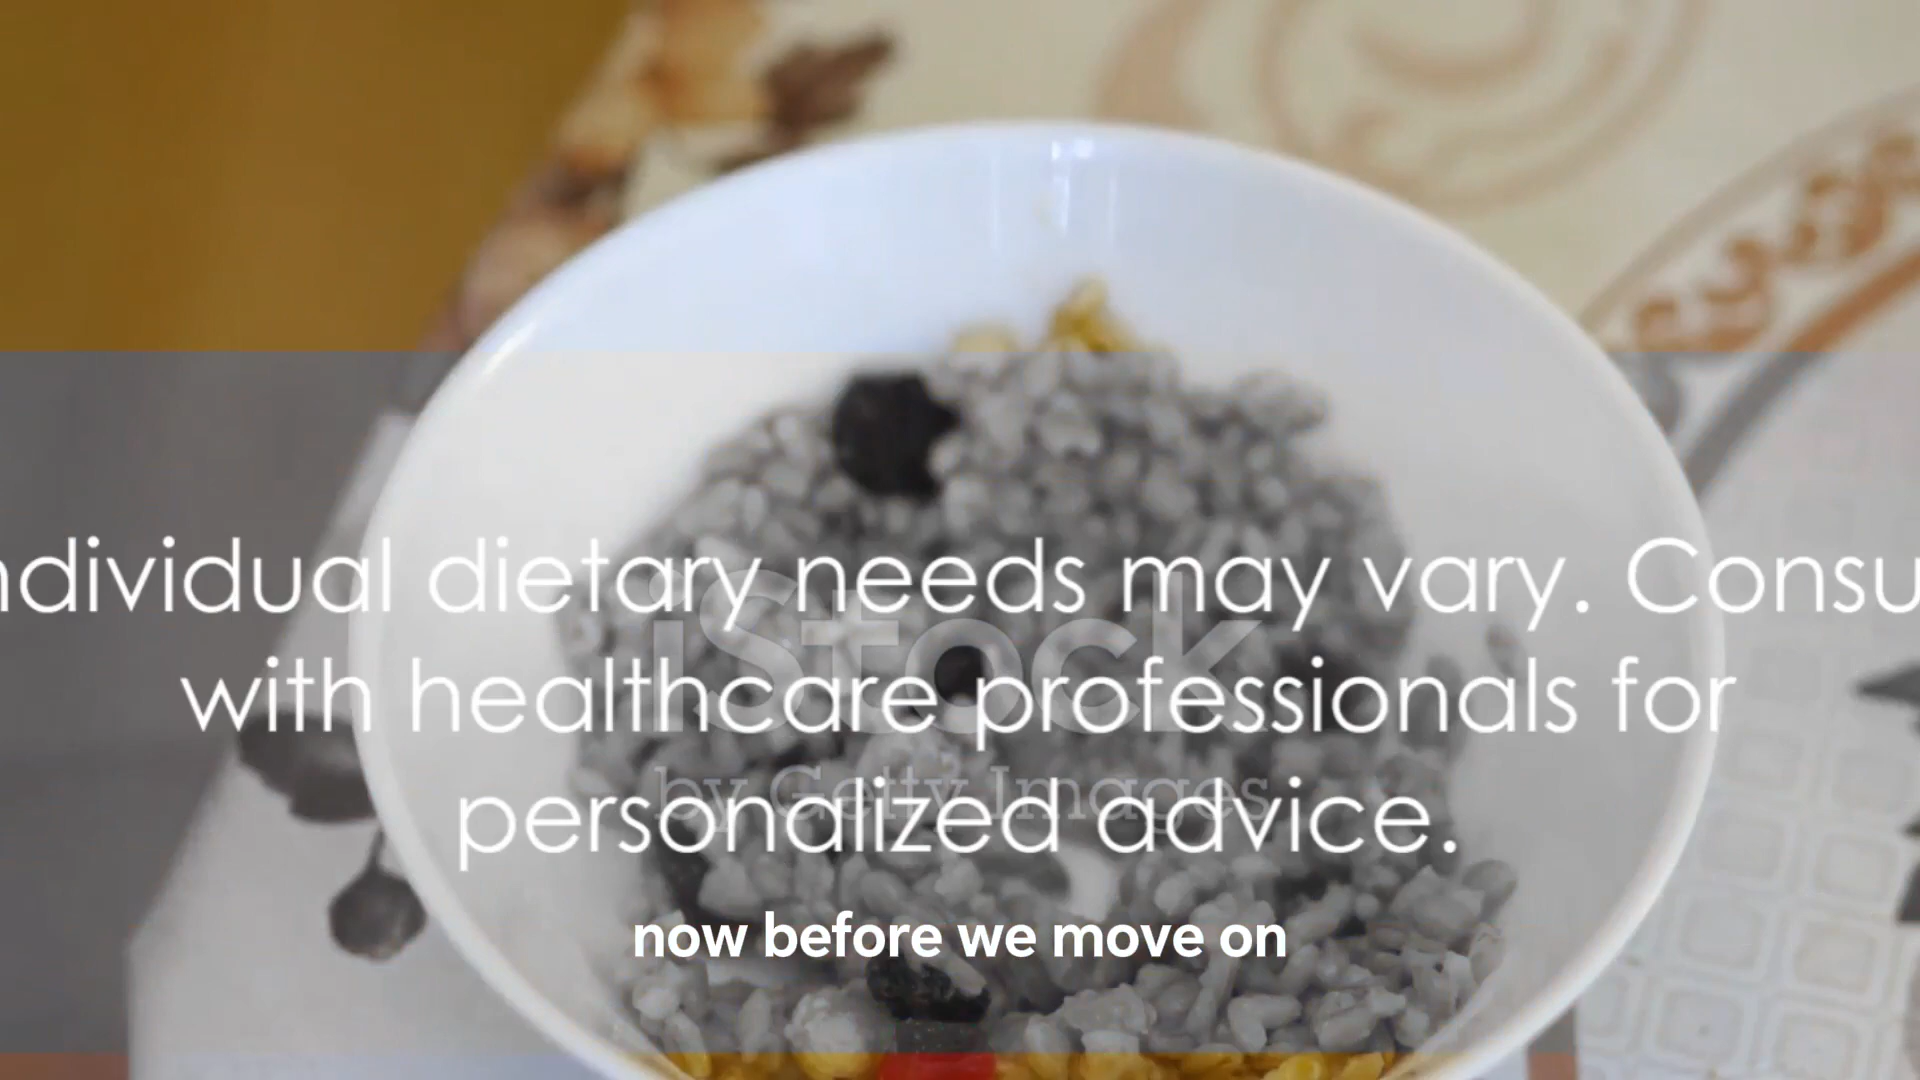 ndividual dietary needs may vary. Consu
with healthcare professionals for
personalized advice.
iStock
by Getty Images
now before we move on